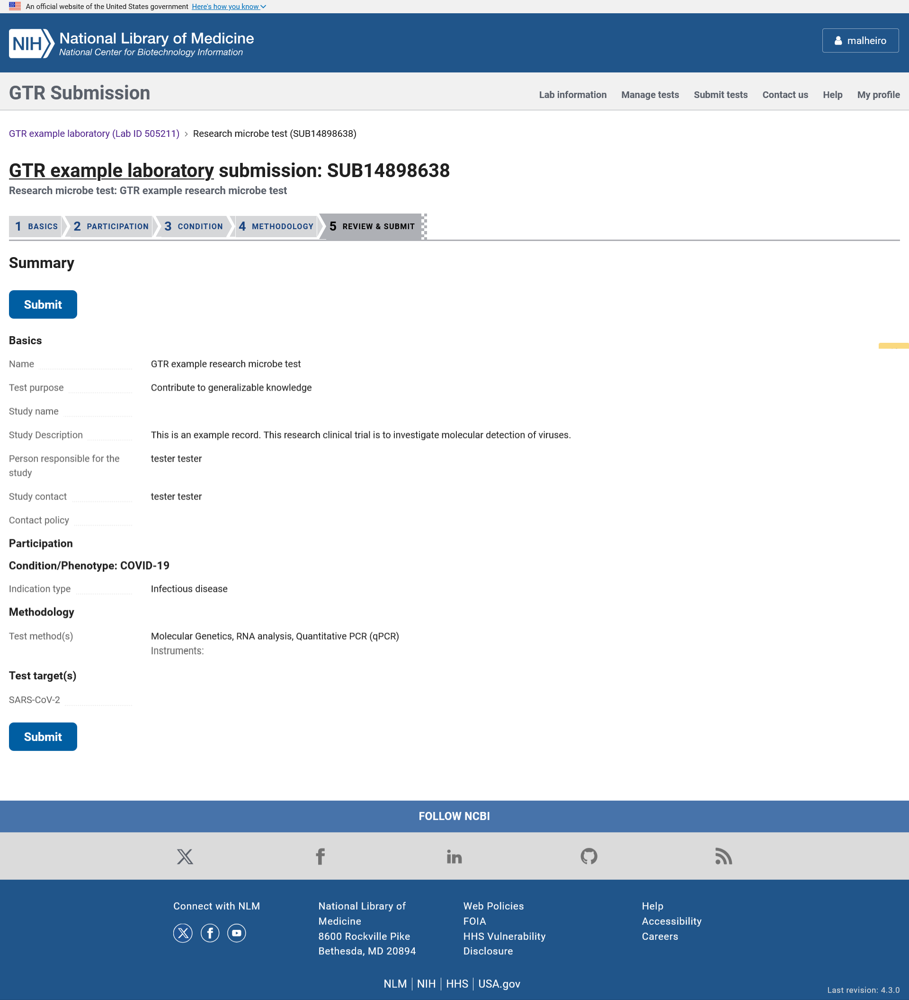 An official website of the United States government Here's how you know
NIH National Library of Medicine
National Center for Biotechnology Information
malheiro
GTR Submission
Lab information Manage tests Submit tests Contact us Help My profile
GTR example laboratory (Lab ID 505211) › Research microbe test (SUB14898638)
GTR example laboratory submission: SUB14898638
Research microbe test: GTR example research microbe test
1 BASICS 2 PARTICIPATION 3 CONDITION 4 METHODOLOGY 5 REVIEW & SUBMIT
Summary
Submit
Basics
Name GTR example research microbe test
Test purpose Contribute to generalizable knowledge
Study name
Study Description This is an example record. This research clinical trial is to investigate molecular detection of viruses.
Person responsible for the tester tester
study
Study contact tester tester
Contact policy
Participation
Condition/Phenotype: COVID-19
Indication type Infectious disease
Methodology
Test method(s) Molecular Genetics, RNA analysis, Quantitative PCR (qPCR)
Instruments:
Test target(s)
SARS-CoV-2
Submit
FOLLOW NCBI
Connect with NLM
National Library of
Medicine
8600 Rockville Pike
Bethesda, MD 20894
Web Policies
FOIA
HHS Vulnerability
Disclosure
Help
Accessibility
Careers
NLM NIH HHS USA.gov
Last revision: 4.3.0